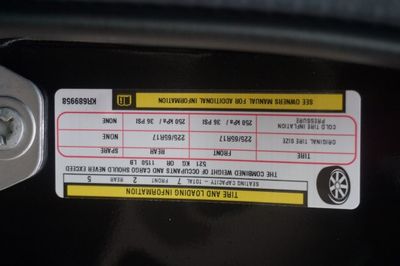 TIRE AND LOADING INFORMATION
SEATING CAPACITY - TOTAL 7 FRONT 2 REAR 5
THE COMBINED WEIGHT OF OCCUPANTS AND CARGO SHOULD NEVER EXCEED
521 KG OR 1150 LB
TIRE FRONT REAR SPARE
ORIGINAL TIRE SIZE 225/65R17 225/65R17 NONE
COLD TIRE INFLATION PRESSURE 250 kPa / 36 PSI 250 kPa / 36 PSI NONE
SEE OWNERS MANUAL FOR ADDITIONAL INFORMATION
KR689958